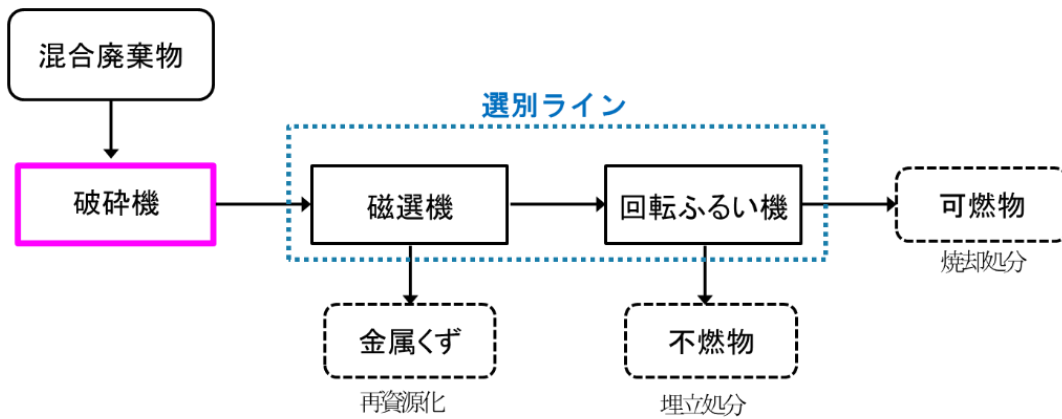 混合廃棄物
選別ライン
破砕機
磁選機
回転ふるい機
可燃物
焼却処分
金属くず
不燃物
再資源化
埋立処分